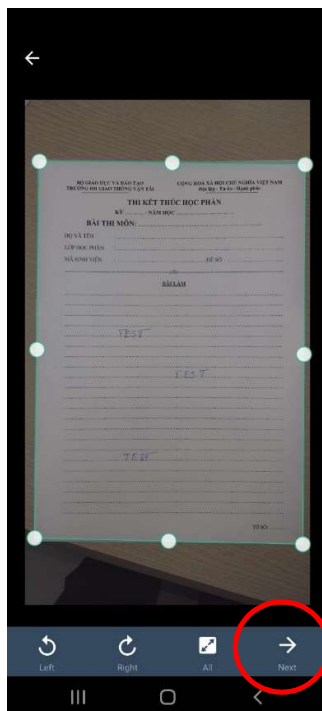 BỘ GIÁO DỤC VÀ ĐÀO TẠO
TRƯỜNG ĐH GIAO THÔNG VẬN TẢI
CỘNG HÒA XÃ HỘI CHỦ NGHĨA VIỆT NAM
Độc lập - Tự do - Hạnh phúc
THI KẾT THÚC HỌC PHẦN
KỲ ........... NĂM HỌC ...........
BÀI THI MÔN: ...........
HỌ VÀ TÊN ...........
LỚP HỌC PHẦN ...........
MÃ SINH VIÊN ........... ĐỀ SỐ ...........
BÀI LÀM
TEST
TEST
TEST
TỜ SỐ: ...........
Left Right All Next